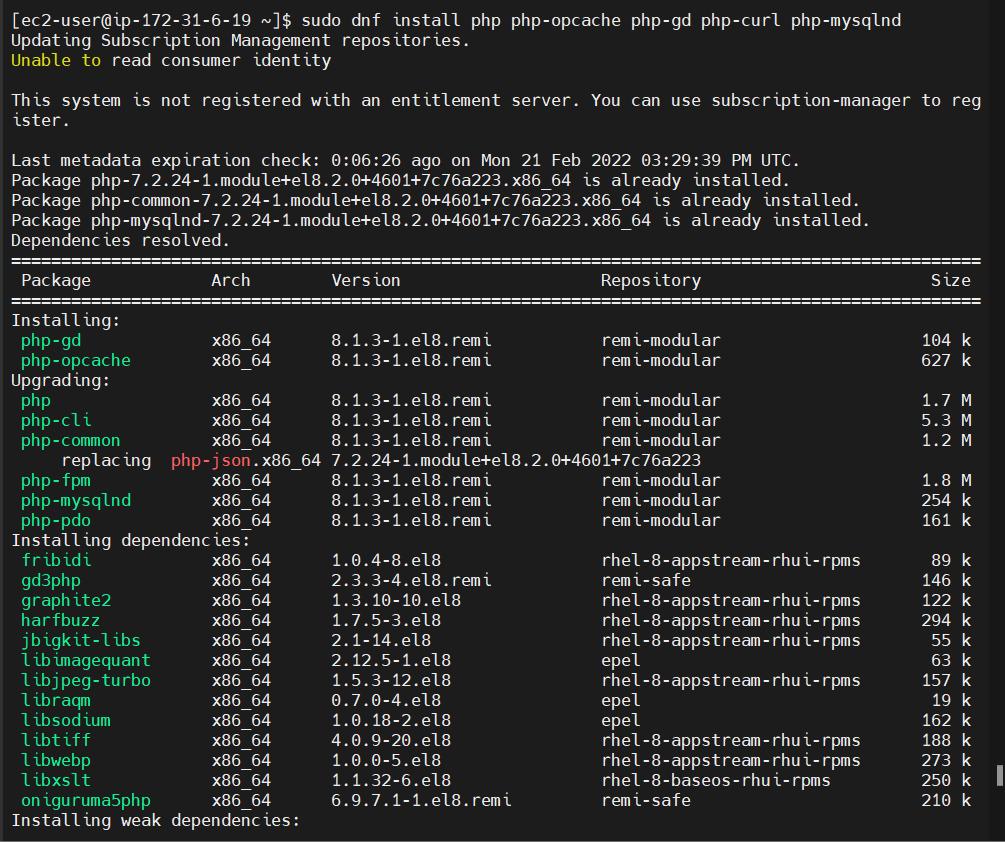 [ec2-user@ip-172-31-6-19 ~]$ sudo dnf install php php-opcache php-gd php-curl php-mysqlnd
Updating Subscription Management repositories.
Unable to read consumer identity
This system is not registered with an entitlement server. You can use subscription-manager to reg
ister.
Last metadata expiration check: 0:06:26 ago on Mon 21 Feb 2022 03:29:39 PM UTC.
Package php-7.2.24-1.module+el8.2.0+4601+7c76a223.x86_64 is already installed.
Package php-common-7.2.24-1.module+el8.2.0+4601+7c76a223.x86_64 is already installed.
Package php-mysqlnd-7.2.24-1.module+el8.2.0+4601+7c76a223.x86_64 is already installed.
Dependencies resolved.
=================================================================================================
Package Arch Version Repository Size
=================================================================================================
Installing:
php-gd x86_64 8.1.3-1.el8.remi remi-modular 104 k
php-opcache x86_64 8.1.3-1.el8.remi remi-modular 627 k
Upgrading:
php x86_64 8.1.3-1.el8.remi remi-modular 1.7 M
php-cli x86_64 8.1.3-1.el8.remi remi-modular 5.3 M
php-common x86_64 8.1.3-1.el8.remi remi-modular 1.2 M
replacing php-json.x86_64 7.2.24-1.module+el8.2.0+4601+7c76a223
php-fpm x86_64 8.1.3-1.el8.remi remi-modular 1.8 M
php-mysqlnd x86_64 8.1.3-1.el8.remi remi-modular 254 k
php-pdo x86_64 8.1.3-1.el8.remi remi-modular 161 k
Installing dependencies:
fribidi x86_64 1.0.4-8.el8 rhel-8-appstream-rhui-rpms 89 k
gd3php x86_64 2.3.3-4.el8.remi remi-safe 146 k
graphite2 x86_64 1.3.10-10.el8 rhel-8-appstream-rhui-rpms 122 k
harfbuzz x86_64 1.7.5-3.el8 rhel-8-appstream-rhui-rpms 294 k
jbigkit-libs x86_64 2.1-14.el8 rhel-8-appstream-rhui-rpms 55 k
libimagequant x86_64 2.12.5-1.el8 epel 63 k
libjpeg-turbo x86_64 1.5.3-12.el8 rhel-8-appstream-rhui-rpms 157 k
libraqm x86_64 0.7.0-4.el8 epel 19 k
libsodium x86_64 1.0.18-2.el8 epel 162 k
libtiff x86_64 4.0.9-20.el8 rhel-8-appstream-rhui-rpms 188 k
libwebp x86_64 1.0.0-5.el8 rhel-8-appstream-rhui-rpms 273 k
libxslt x86_64 1.1.32-6.el8 rhel-8-baseos-rhui-rpms 250 k
oniguruma5php x86_64 6.9.7.1-1.el8.remi remi-safe 210 k
Installing weak dependencies: